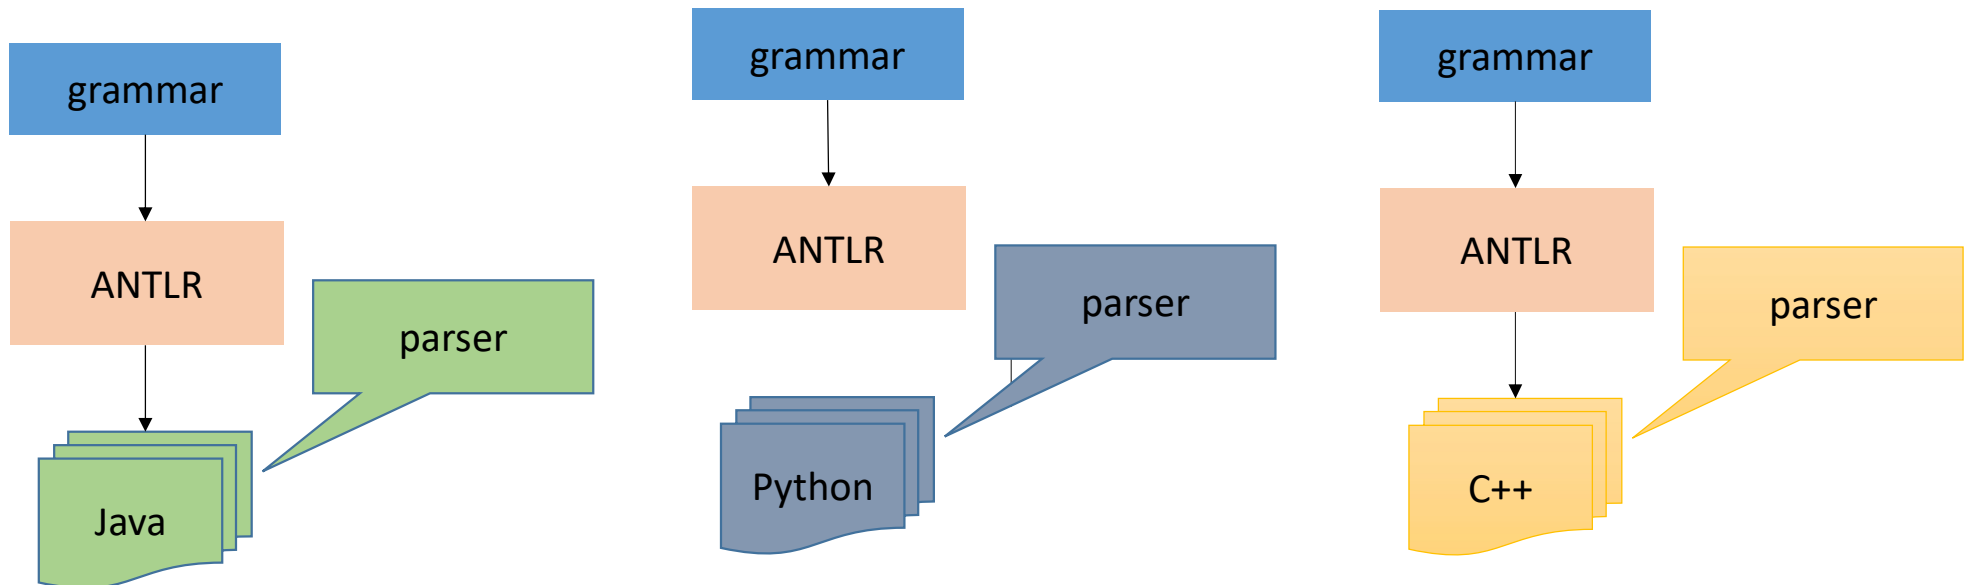 grammar
ANTLR
parser
Java
grammar
ANTLR
parser
Python
grammar
ANTLR
parser
C++